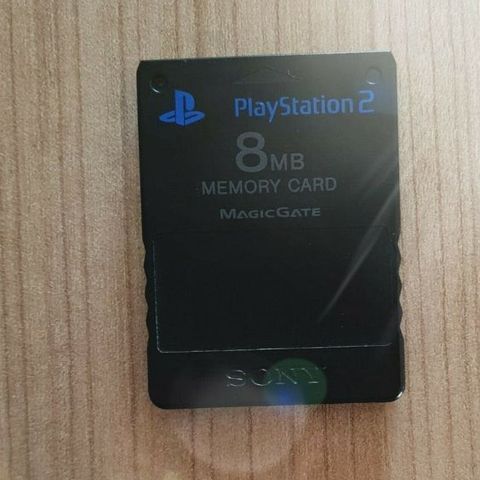 PlayStation 2
8MB
MEMORY CARD
MAGICGATE
SONY